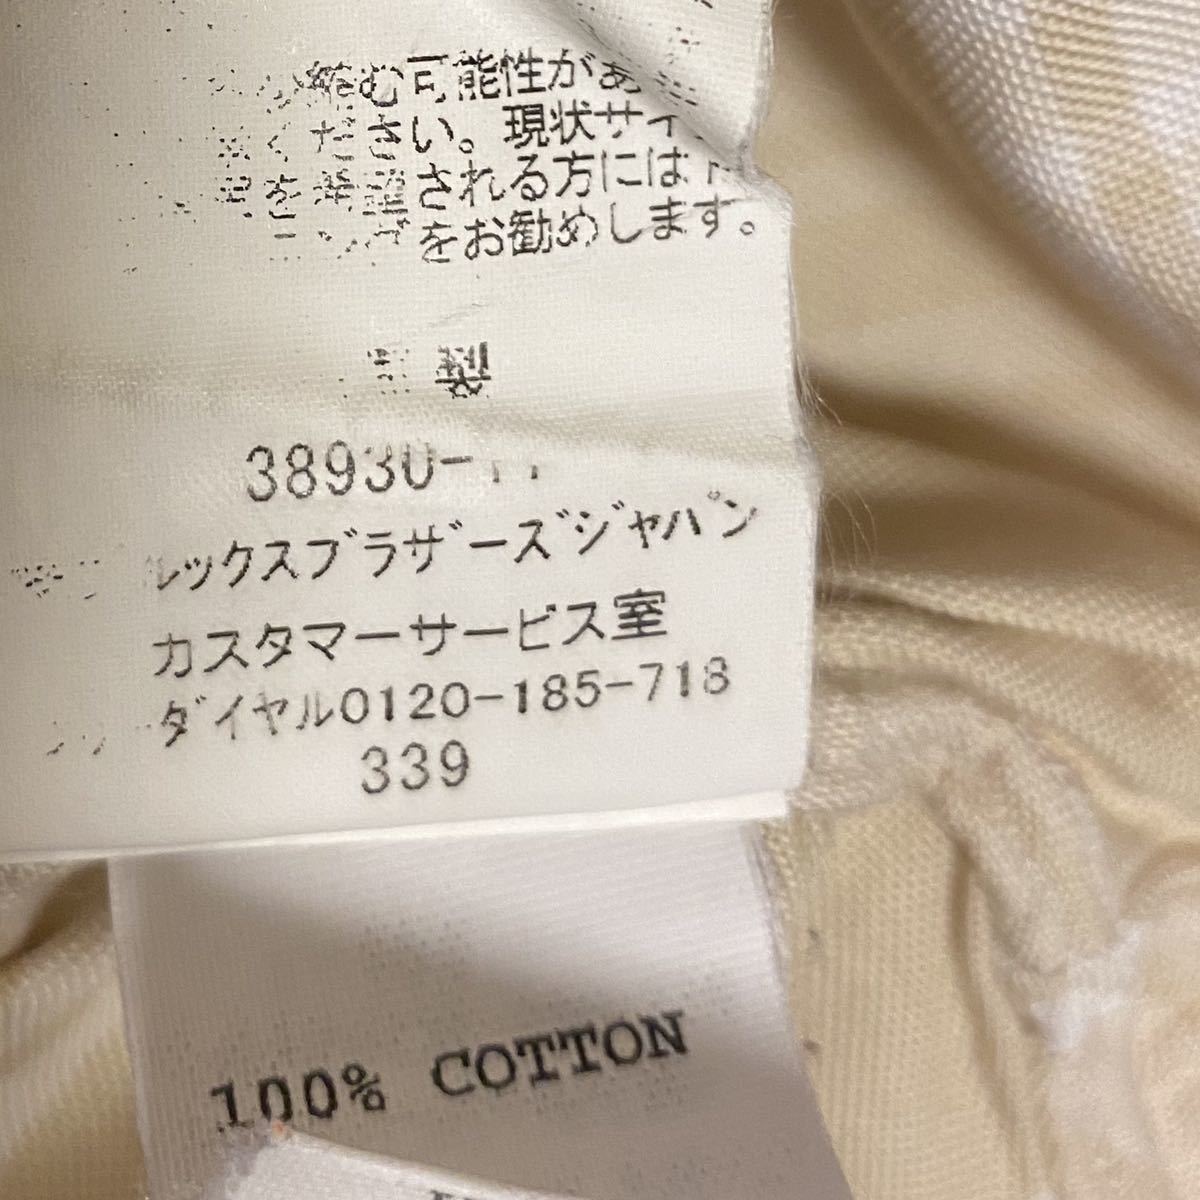 縮む可能性があ
ください。現状サイ
をされる方には
をお勧めします。
製
38930-
ルックスブラザーズジャパン
カスタマーサービス室
ダイヤル0120-185-718
339
100% COTTON